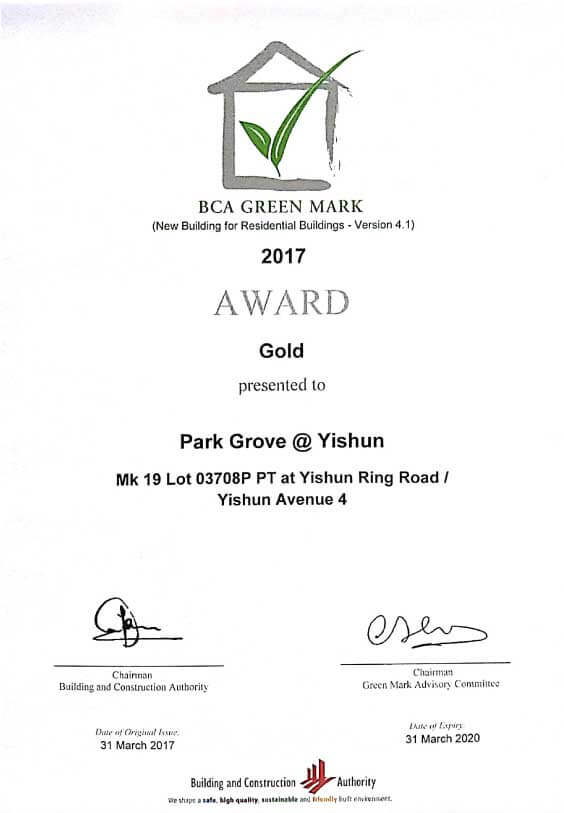 BCA GREEN MARK
(New Building for Residential Buildings - Version 4.1)
2017
AWARD
Gold
presented to
Park Grove @ Yishun
Mk 19 Lot 03708P PT at Yishun Ring Road /
Yishun Avenue 4
Chairman
Building and Construction Authority
Chairman
Green Mark Advisory Committee
Date of Original Issue:
31 March 2017
Date of Expiry:
31 March 2020
Building and Construction Authority
We shape a safe, high quality, sustainable and friendly built environment.